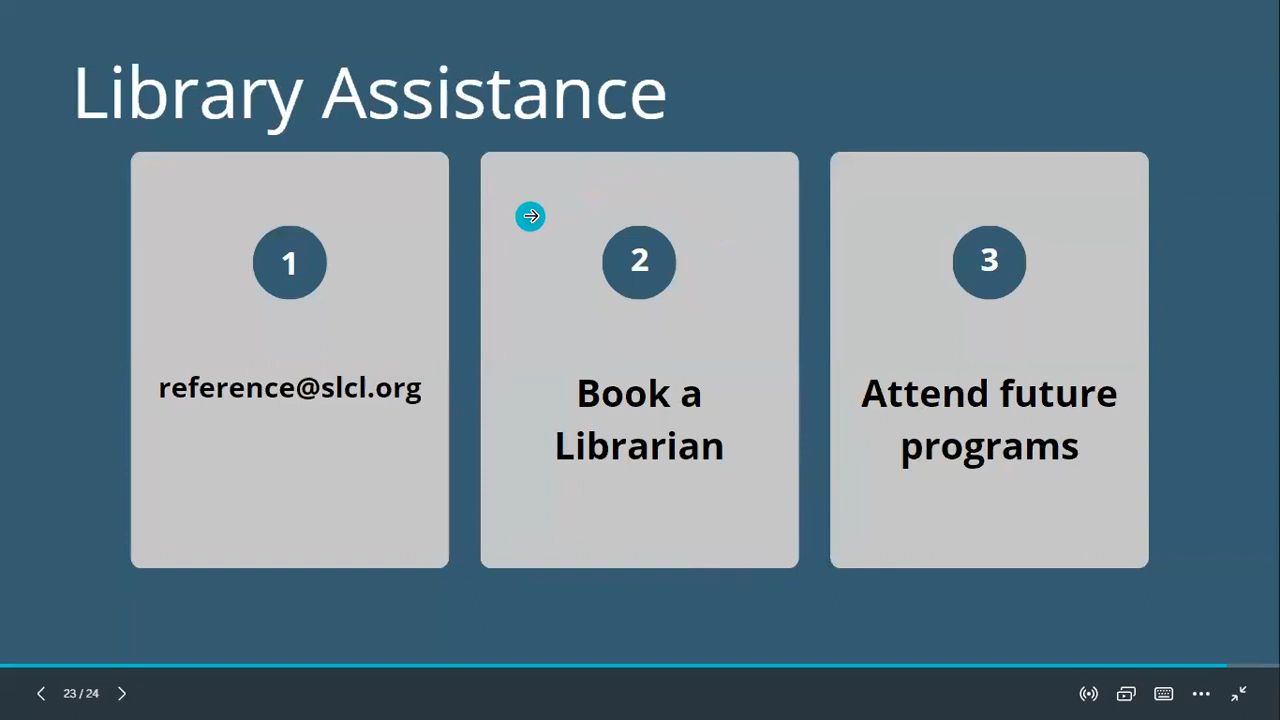 Library Assistance
1
reference@slcl.org
2
Book a
Librarian
3
Attend future
programs
23 / 24